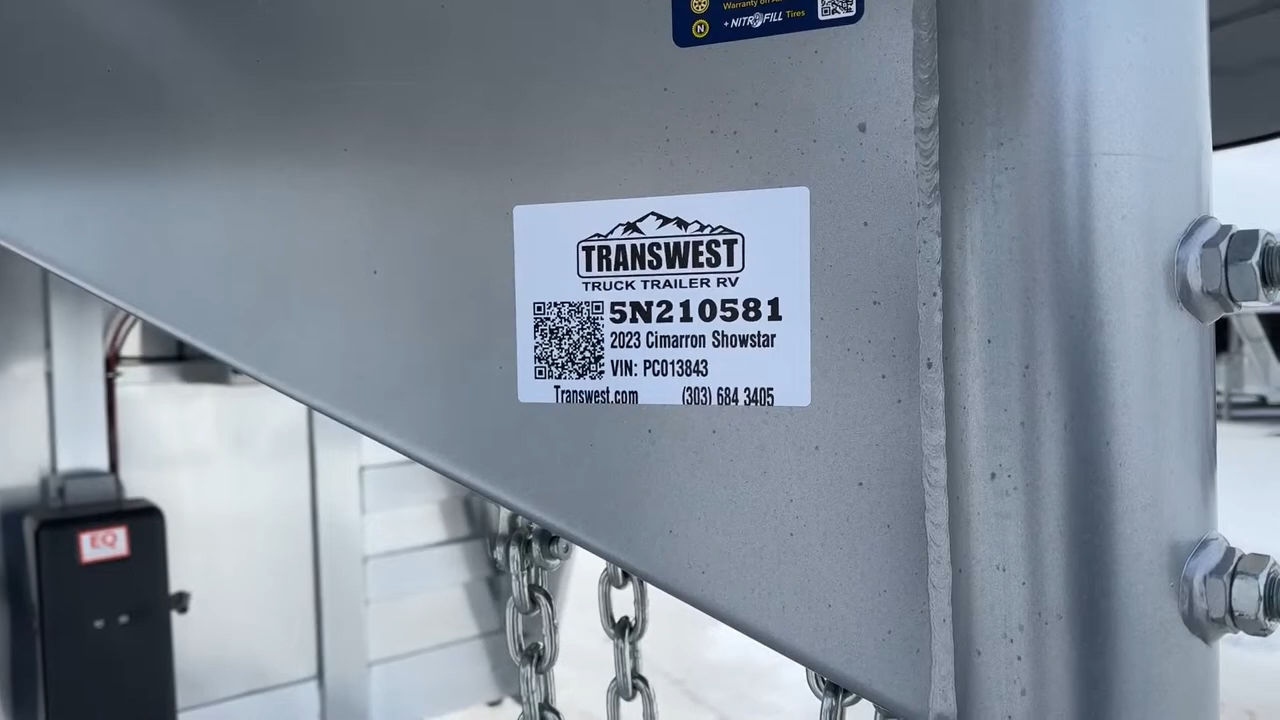 Warranty on
+ NITROFILL Tires
N
TRANSWEST
TRUCK TRAILER RV
5N210581
2023 Cimarron Showstar
VIN: PC013843
Transwest.com (303) 684 3405
EQ